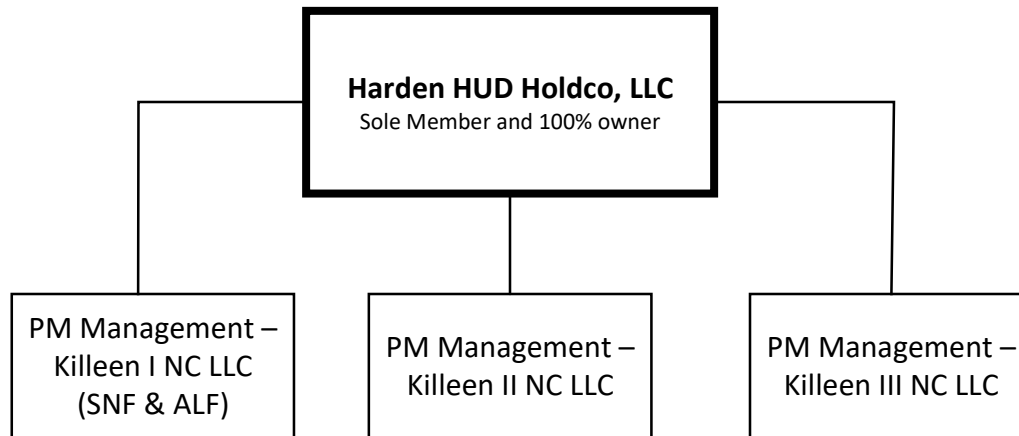 Harden HUD Holdco, LLC
Sole Member and 100% owner
PM Management –
Killeen I NC LLC
(SNF & ALF)
PM Management –
Killeen II NC LLC
PM Management –
Killeen III NC LLC